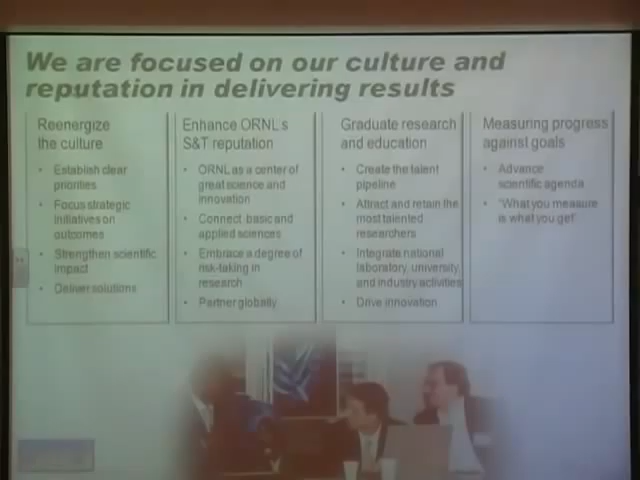 We are focused on our culture and
reputation in delivering results
Reenergize
the culture
• Establish clear
priorities
• Focus strategic
initiatives on
outcomes
• Strengthen scientific
impact
• Deliver solutions
Enhance ORNL's
S&T reputation
• ORNL as a center of
great science and
innovation
• Connect basic and
applied sciences
• Embrace a degree of
risk-taking in
research
• Partner globally
Graduate research
and education
• Create the talent
pipeline
• Attract and retain the
most talented
researchers
• Integrate national
laboratory, university,
and industry activities
• Drive innovation
Measuring progress
against goals
• Advance
scientific agenda
• "What you measure
is what you get"